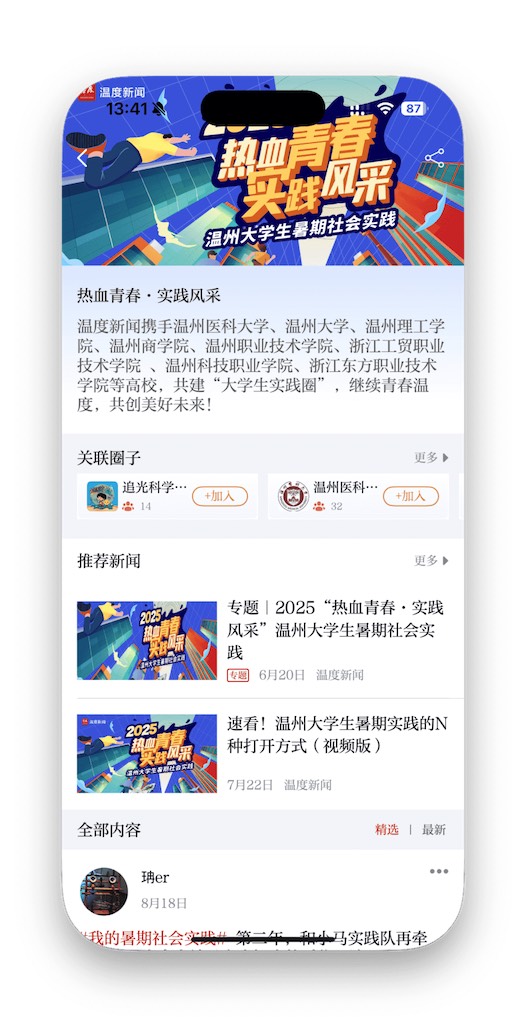 温度新闻
13:41
87
2025
热血青春
实践风采
温州大学生暑期社会实践
热血青春·实践风采
温度新闻携手温州医科大学、温州大学、温州理工学
院、温州商学院、温州职业技术学院、浙江工贸职业
技术学院 、温州科技职业学院、浙江东方职业技术
学院等高校，共建“大学生实践圈”，继续青春温
度，共创美好未来！
关联圈子
更多
追光科学…
14
+加入
温州医科…
32
+加入
推荐新闻
更多
2025
热血青春
实践风采
温州大学生暑期社会实践
专题｜2025“热血青春·实践
风采”温州大学生暑期社会实
践
专题 6月20日 温度新闻
温度新闻
2025
热血青春
实践风采
温州大学生暑期社会实践
速看！温州大学生暑期实践的N
种打开方式（视频版）
7月22日 温度新闻
全部内容
精选 | 最新
珃er
8月18日
#我的暑期社会实践# 第二年，和小马实践队再牵